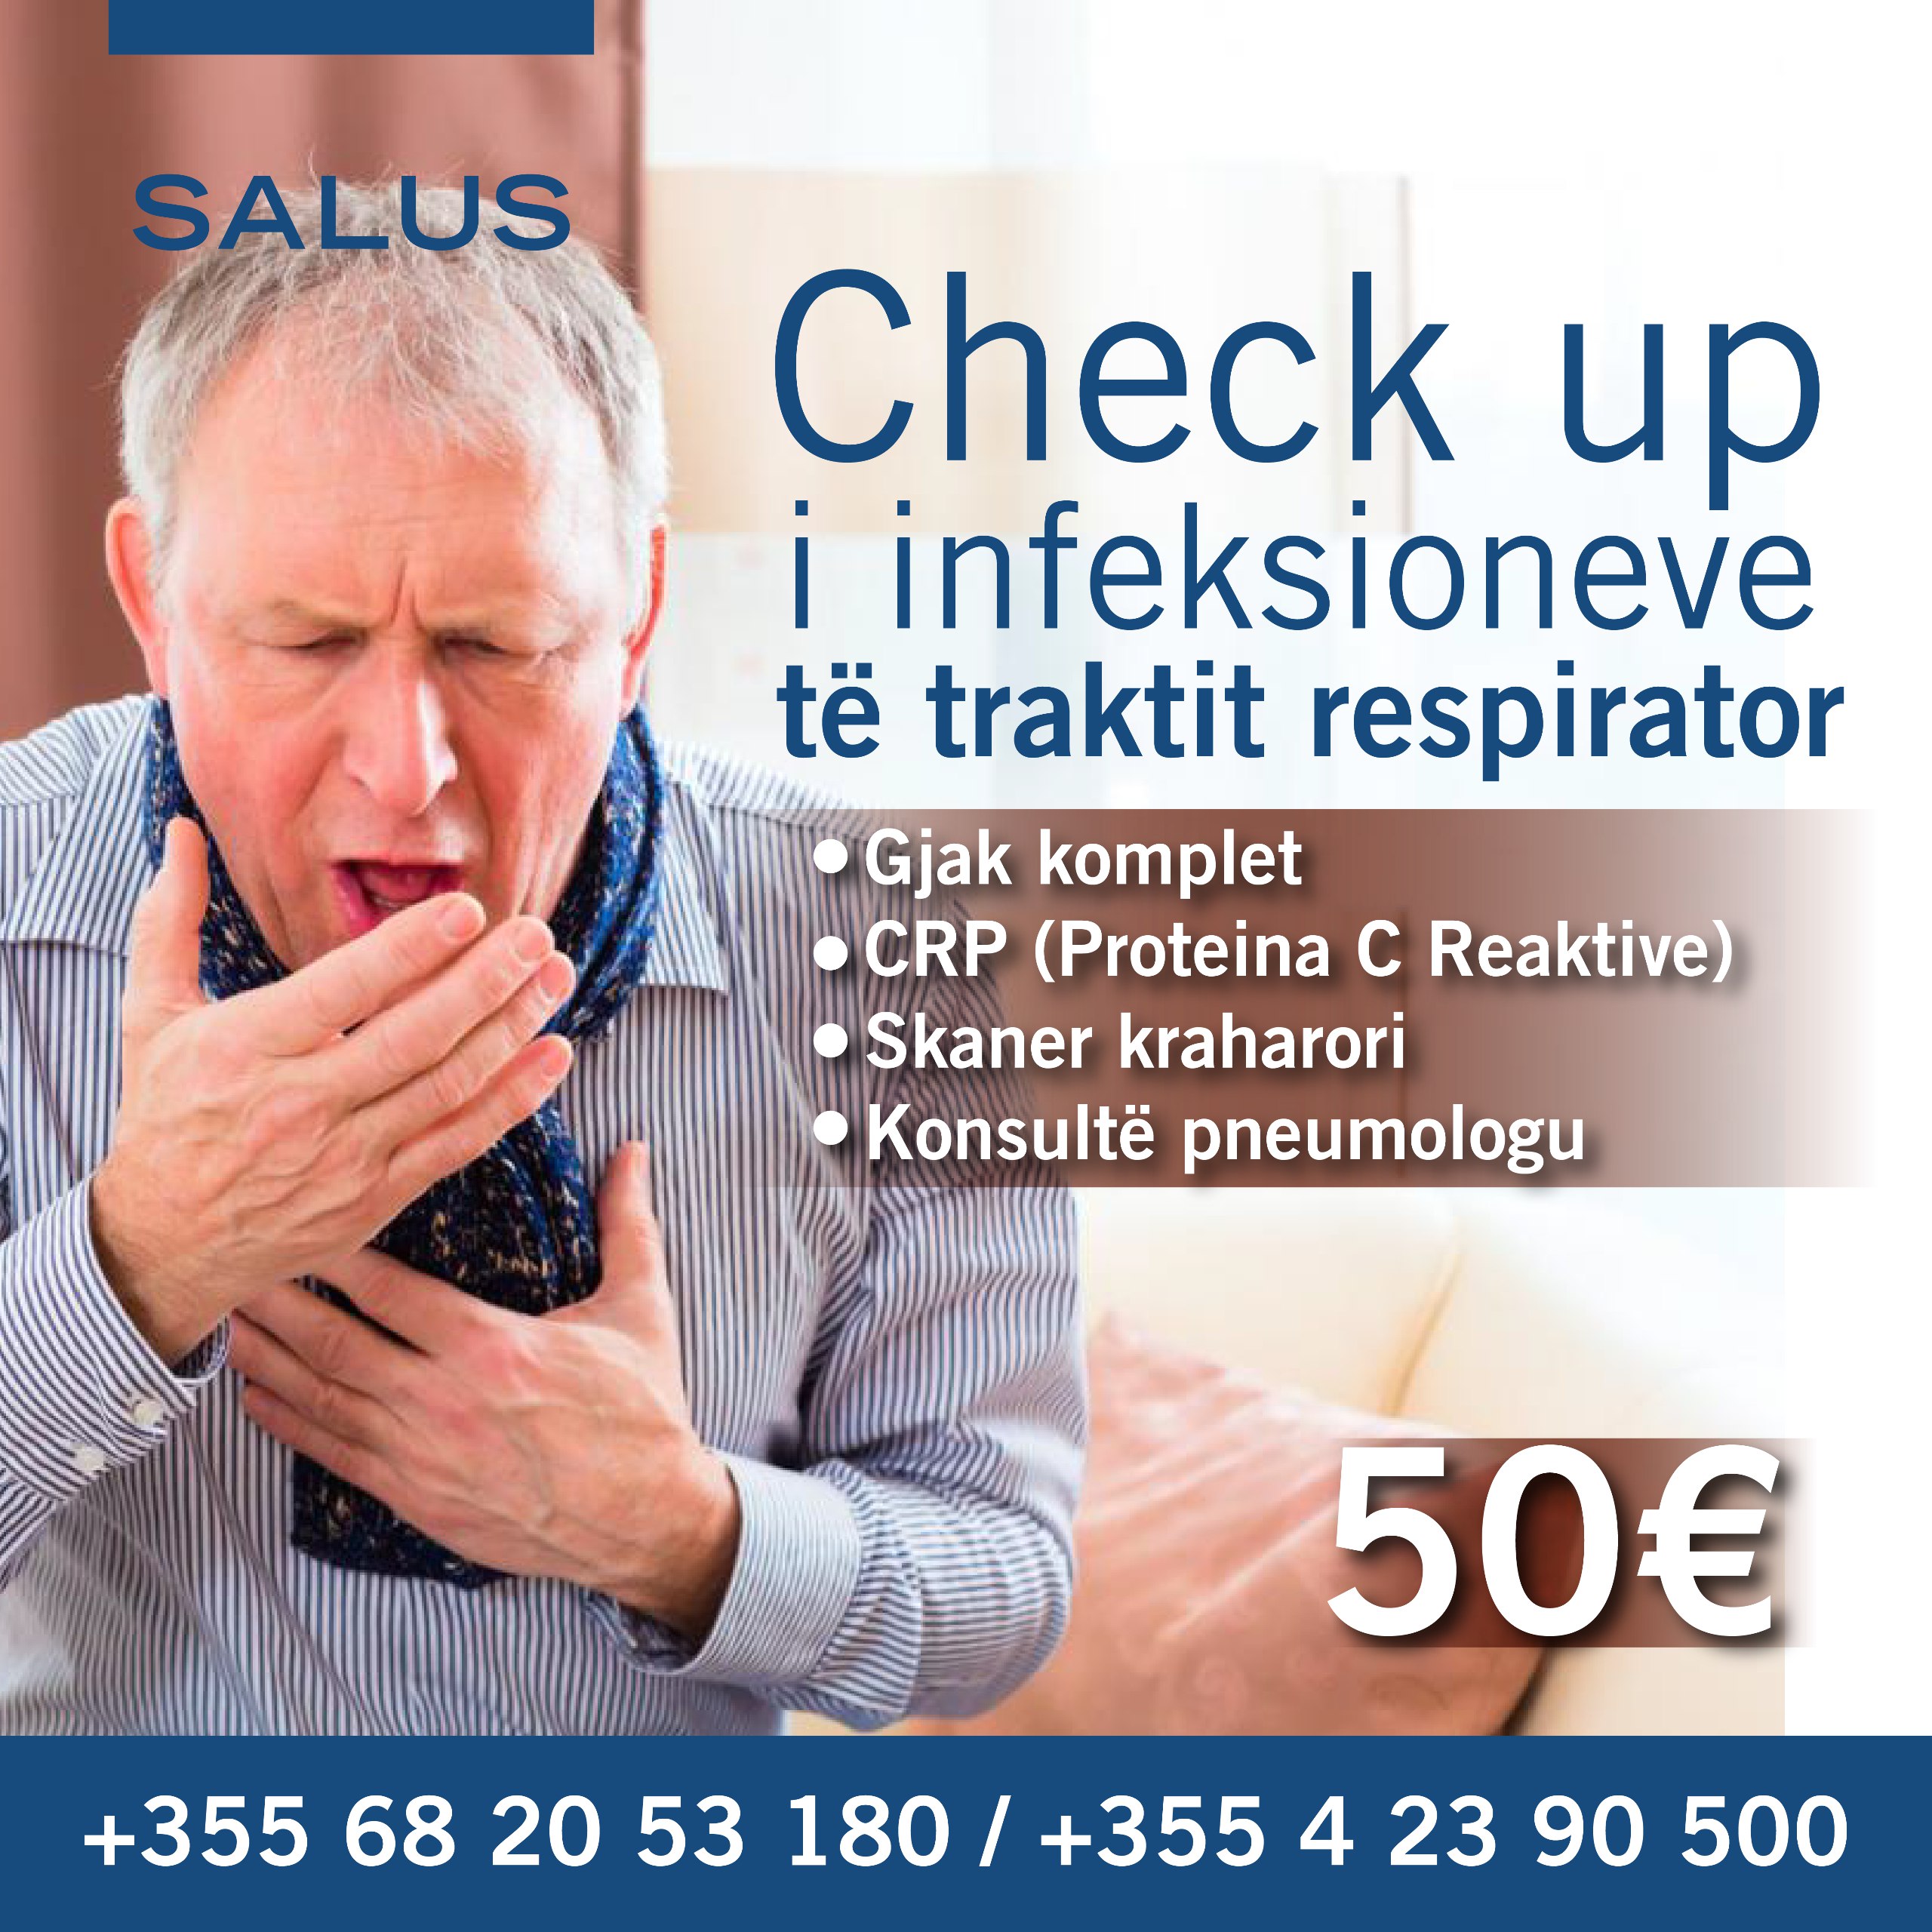 SALUS
Check up
i infeksioneve
të traktit respirator
• Gjak komplet
• CRP (Proteina C Reaktive)
• Skaner kraharori
• Konsultë pneumologu
50€
+355 68 20 53 180 / +355 4 23 90 500